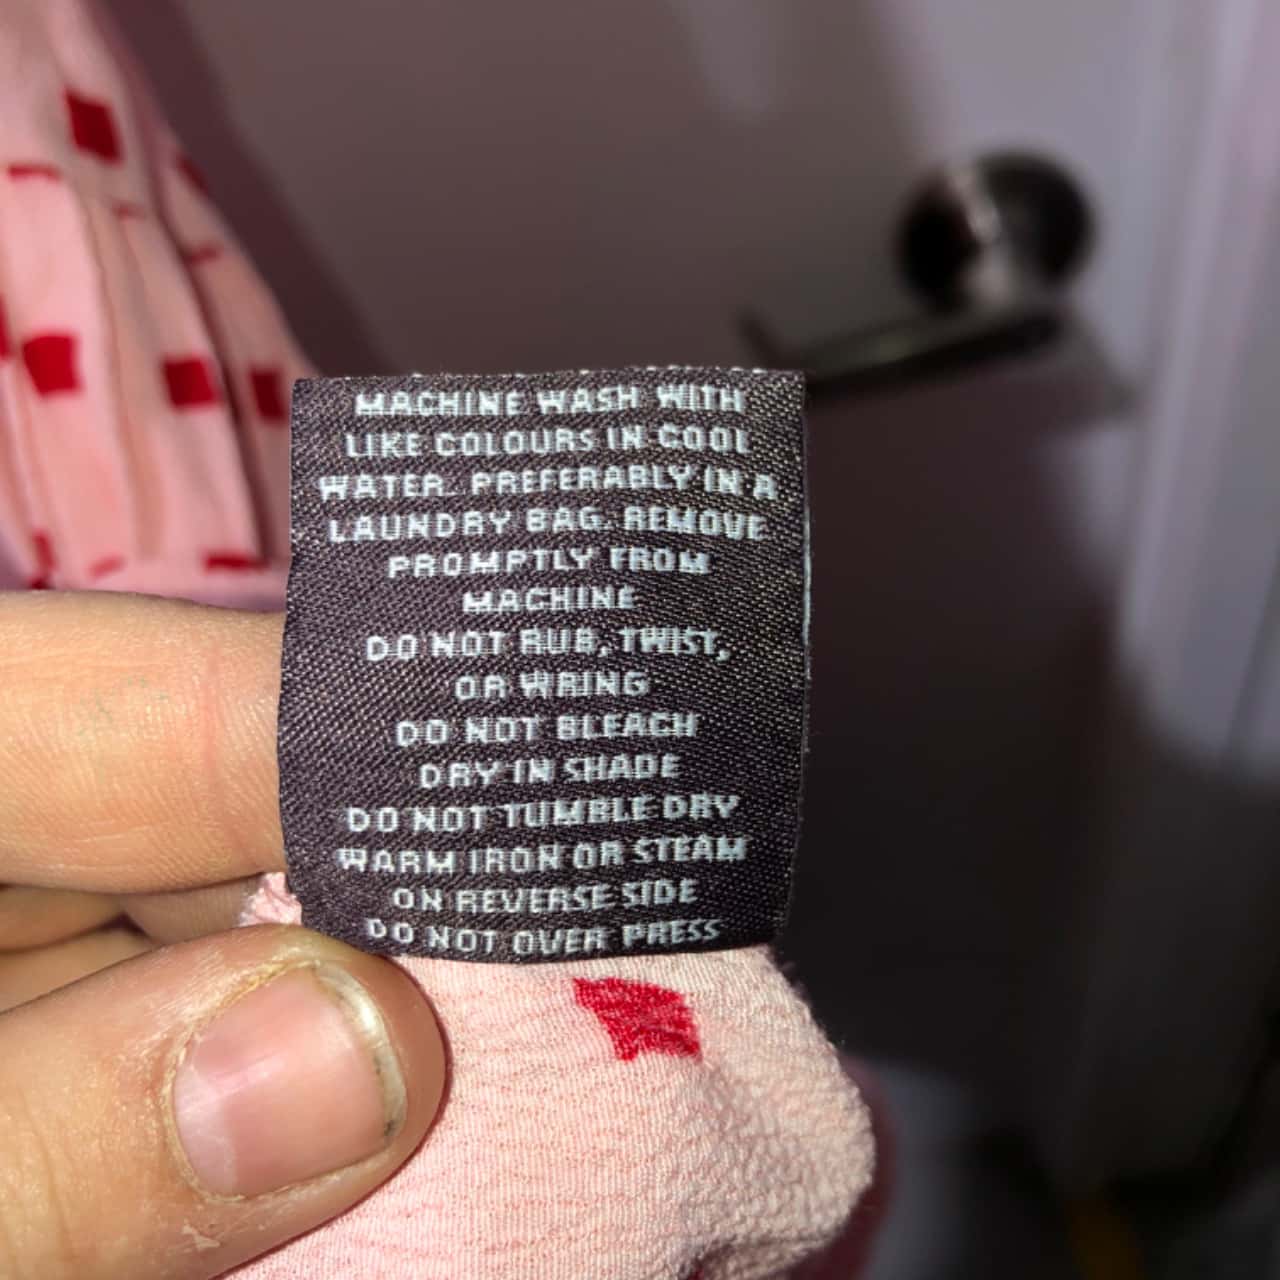 MACHINE WASH WITH
LIKE COLOURS IN COOL
WATER. PREFERABLY IN A
LAUNDRY BAG. REMOVE
PROMPTLY FROM
MACHINE
DO NOT RUB, TWIST,
OR WRING
DO NOT BLEACH
DRY IN SHADE
DO NOT TUMBLE DRY
WARM IRON OR STEAM
ON REVERSE SIDE
DO NOT OVER PRESS